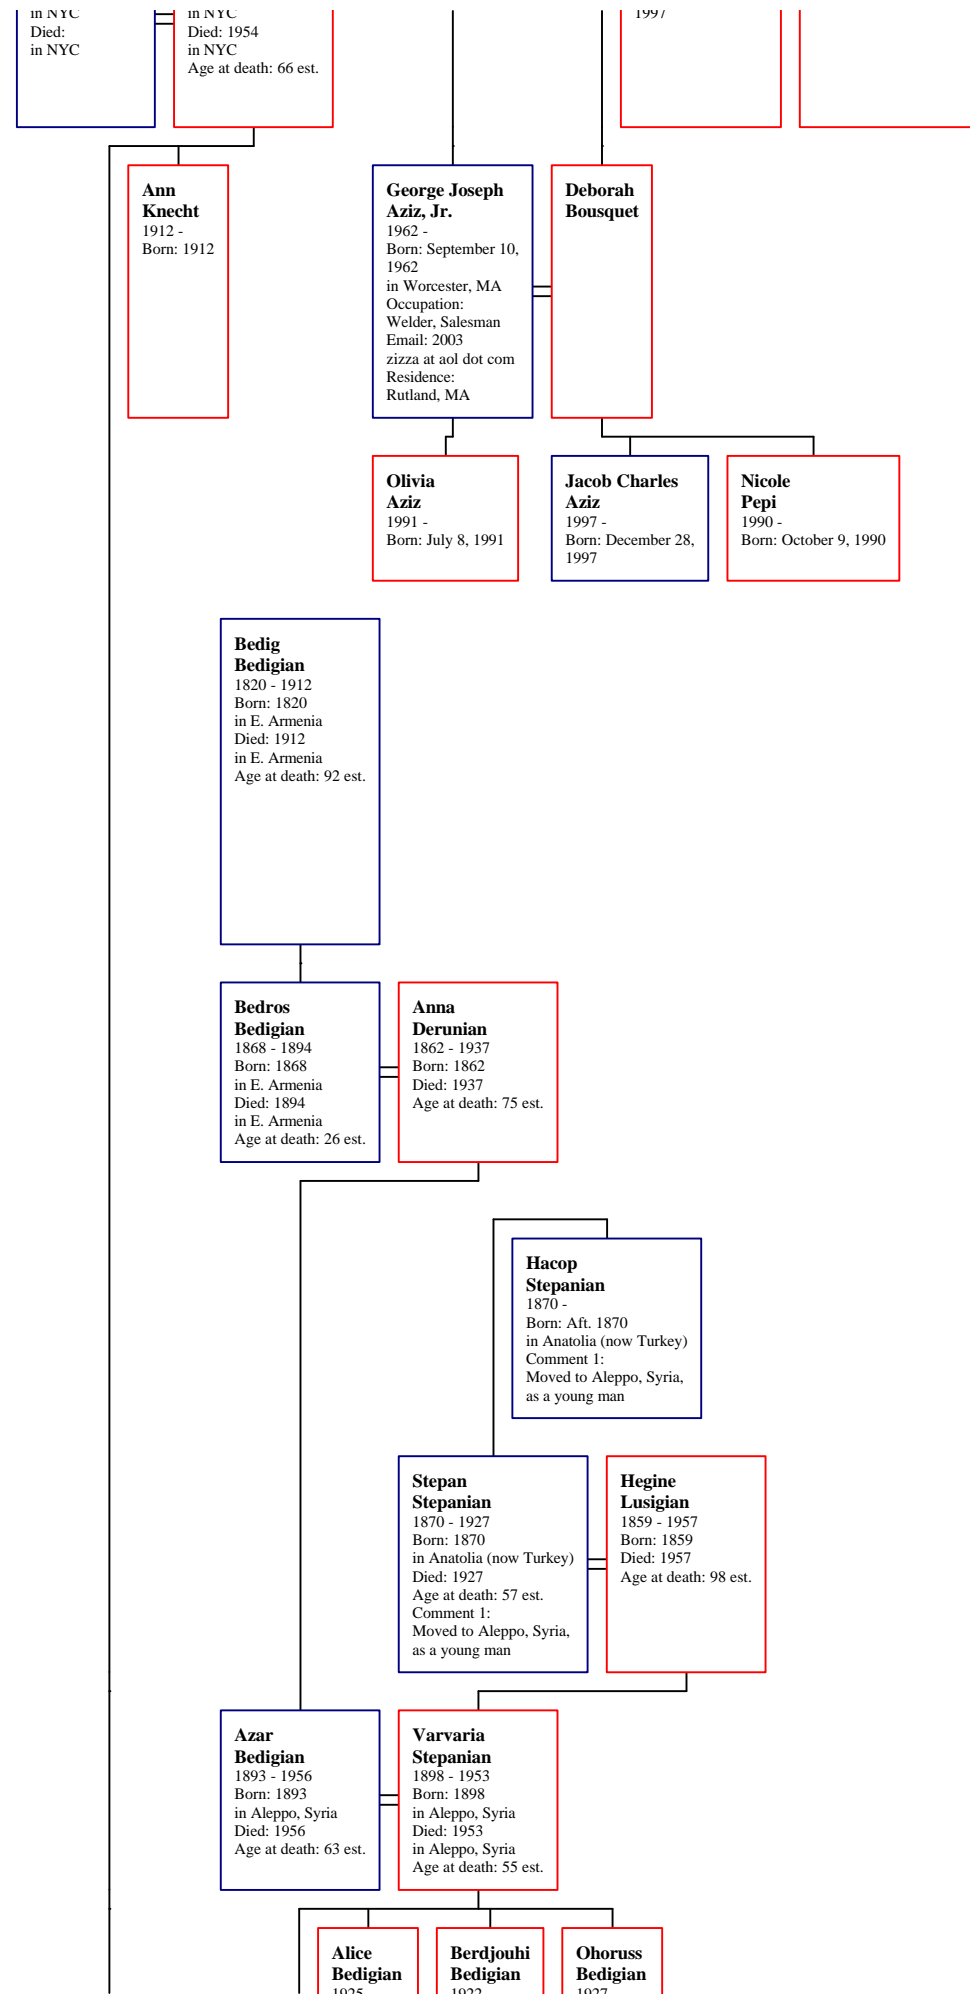 in NYC
Died:
in NYC
in NYC
Died: 1954
in NYC
Age at death: 66 est.
1997
Ann
Knecht
1912 -
Born: 1912
George Joseph
Aziz, Jr.
1962 -
Born: September 10,
1962
in Worcester, MA
Occupation:
Welder, Salesman
Email: 2003
zizza at aol dot com
Residence:
Rutland, MA
Deborah
Bousquet
Olivia
Aziz
1991 -
Born: July 8, 1991
Jacob Charles
Aziz
1997 -
Born: December 28,
1997
Nicole
Pepi
1990 -
Born: October 9, 1990
Bedig
Bedigian
1820 - 1912
Born: 1820
in E. Armenia
Died: 1912
in E. Armenia
Age at death: 92 est.
Bedros
Bedigian
1868 - 1894
Born: 1868
in E. Armenia
Died: 1894
in E. Armenia
Age at death: 26 est.
Anna
Derunian
1862 - 1937
Born: 1862
Died: 1937
Age at death: 75 est.
Hacop
Stepanian
1870 -
Born: Aft. 1870
in Anatolia (now Turkey)
Comment 1:
Moved to Aleppo, Syria,
as a young man
Stepan
Stepanian
1870 - 1927
Born: 1870
in Anatolia (now Turkey)
Died: 1927
Age at death: 57 est.
Comment 1:
Moved to Aleppo, Syria,
as a young man
Hegine
Lusigian
1859 - 1957
Born: 1859
Died: 1957
Age at death: 98 est.
Azar
Bedigian
1893 - 1956
Born: 1893
in Aleppo, Syria
Died: 1956
Age at death: 63 est.
Varvaria
Stepanian
1898 - 1953
Born: 1898
in Aleppo, Syria
Died: 1953
in Aleppo, Syria
Age at death: 55 est.
Alice
Bedigian
1925
Berdjouhi
Bedigian
1922
Ohoruss
Bedigian
1927